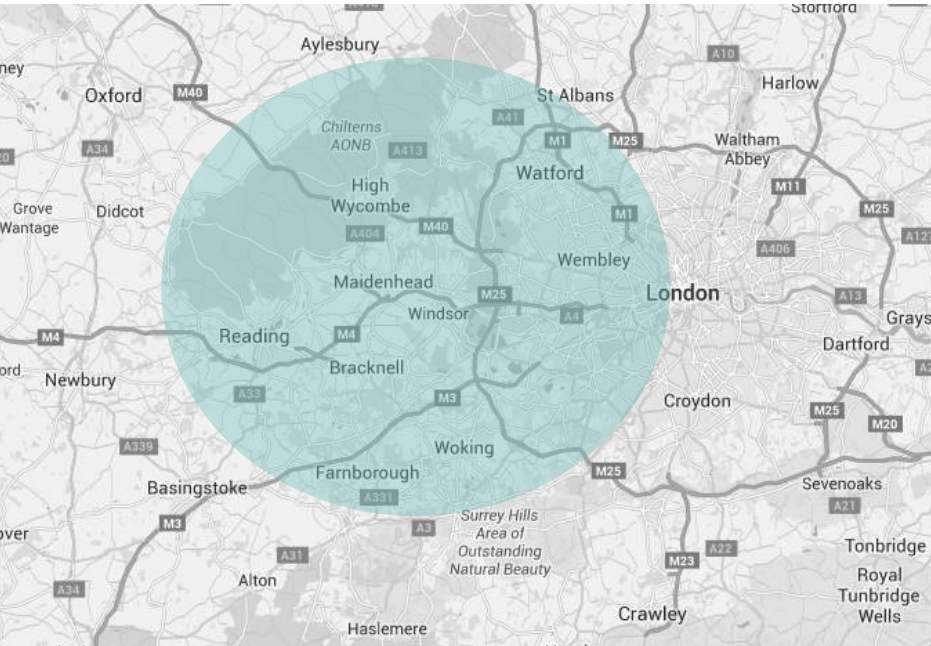 Stortford
Aylesbury
A10
Harlow
Oxford
M40
St Albans
A41
Chilterns
AONB
M1
M25
A34
A413
Waltham
Abbey
Watford
High
Wycombe
M11
Grove
Wantage
Didcot
M1
M25
M40
A404
A406
Wembley
Maidenhead
London
M25
A13
Windsor
A4
Grays
M4
Reading
M4
Dartford
Bracknell
Newbury
A33
M3
Croydon
M25
M20
A339
Woking
Farnborough
M25
Basingstoke
A331
Sevenoaks
A21
M3
A3
Surrey Hills
Area of
Outstanding
Natural Beauty
A31
A22
Tonbridge
M23
Alton
A34
Royal
Tunbridge
Wells
Crawley
Haslemere